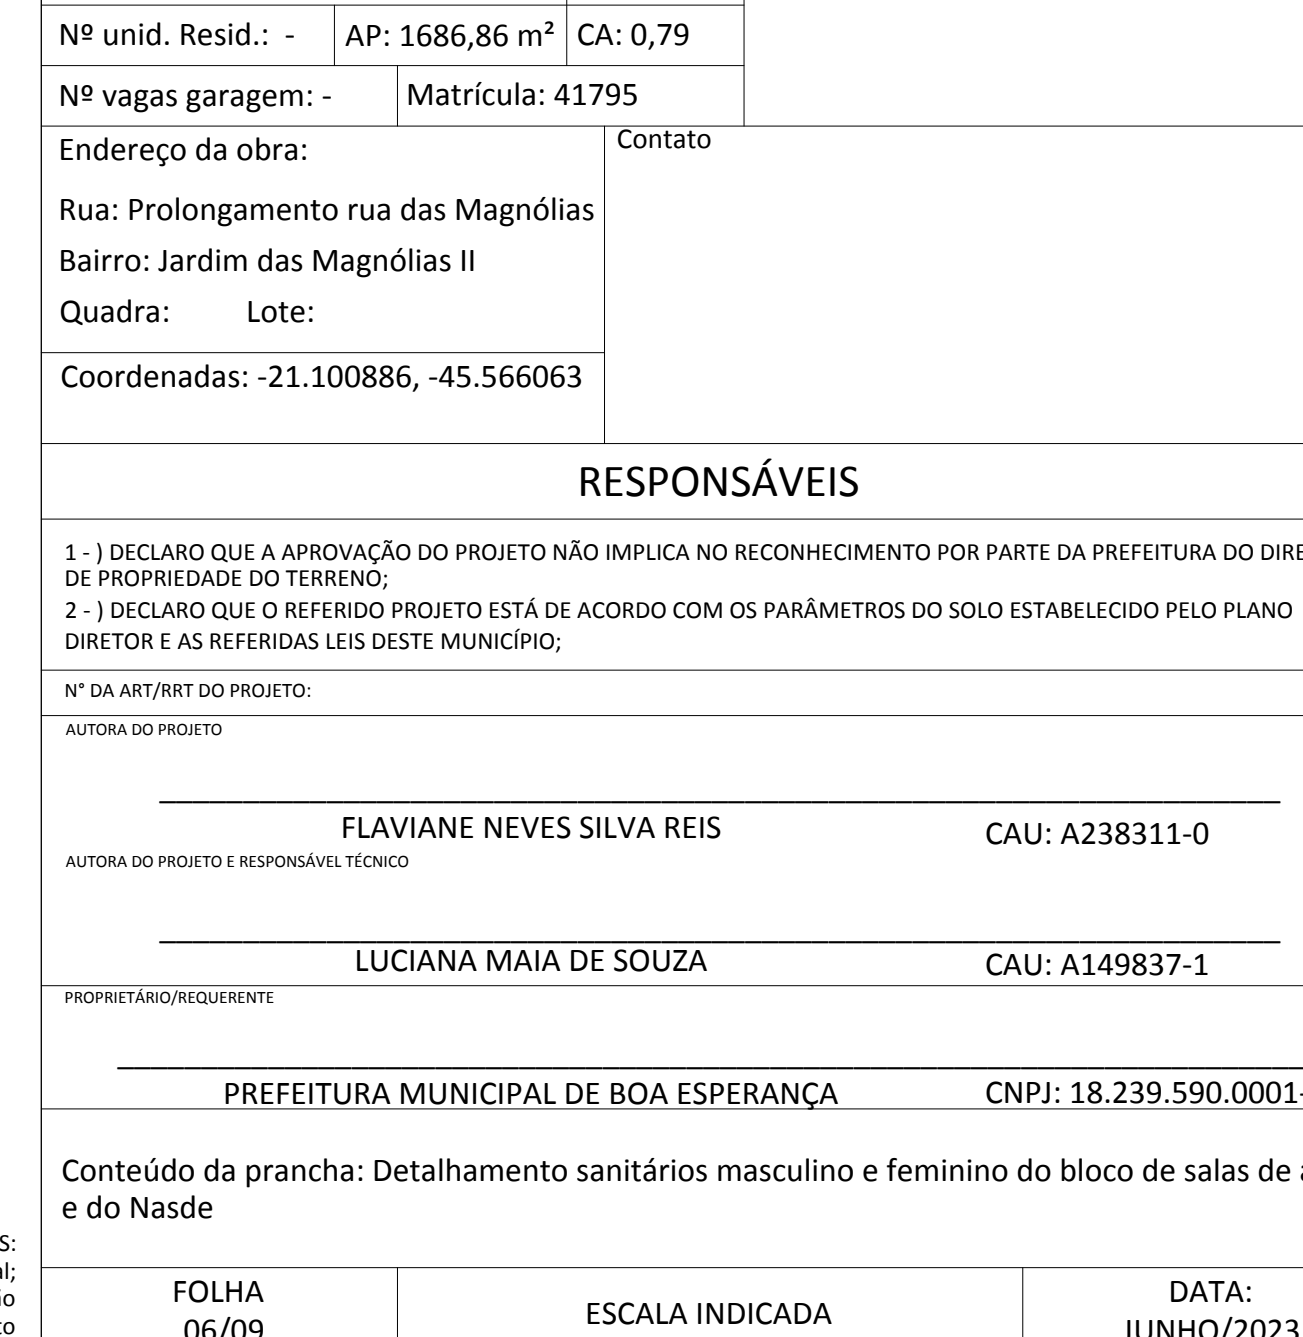 Nº unid. Resid.: - AP: 1686,86 m² CA: 0,79
Nº vagas garagem: - Matrícula: 41795
Endereço da obra:
Rua: Prolongamento rua das Magnólias
Bairro: Jardim das Magnólias II
Quadra: Lote:
Coordenadas: -21.100886, -45.566063
Contato
RESPONSÁVEIS
1 - ) DECLARO QUE A APROVAÇÃO DO PROJETO NÃO IMPLICA NO RECONHECIMENTO POR PARTE DA PREFEITURA DO
DE PROPRIEDADE DO TERRENO;
2 - ) DECLARO QUE O REFERIDO PROJETO ESTÁ DE ACORDO COM OS PARÂMETROS DO SOLO ESTABELECIDO PELO PLANO
DIRETOR E AS REFERIDAS LEIS DESTE MUNICÍPIO;
N° DA ART/RRT DO PROJETO:
AUTORA DO PROJETO
FLAVIANE NEVES SILVA REIS CAU: A238311-0
AUTORA DO PROJETO E RESPONSÁVEL TÉCNICO
LUCIANA MAIA DE SOUZA CAU: A149837-1
PROPRIETÁRIO/REQUERENTE
PREFEITURA MUNICIPAL DE BOA ESPERANÇA CNPJ: 18.239.590.0001-
Conteúdo da prancha: Detalhamento sanitários masculino e feminino do bloco de salas de
e do Nasde
FOLHA
06/09
ESCALA INDICADA
DATA:
JUNHO/2023